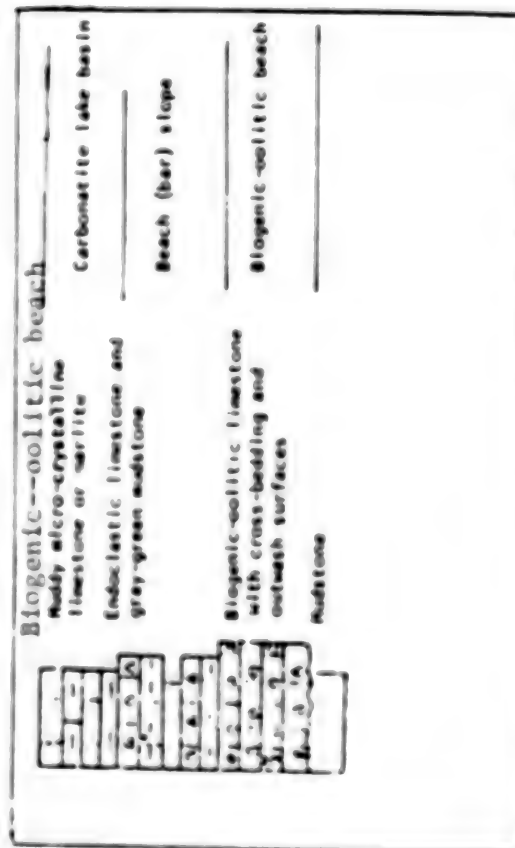 Biogenic--oolitic beach
Muddy micro-crystalline
limestone or marlite
Endoclastic limestone and
grey-green mudstone
Biogenic-oolitic limestone
with cross-bedding and
outwash surfaces
Mudstone
Carbonatite lake basin
Beach (bar) slope
Biogenic-oolitic beach